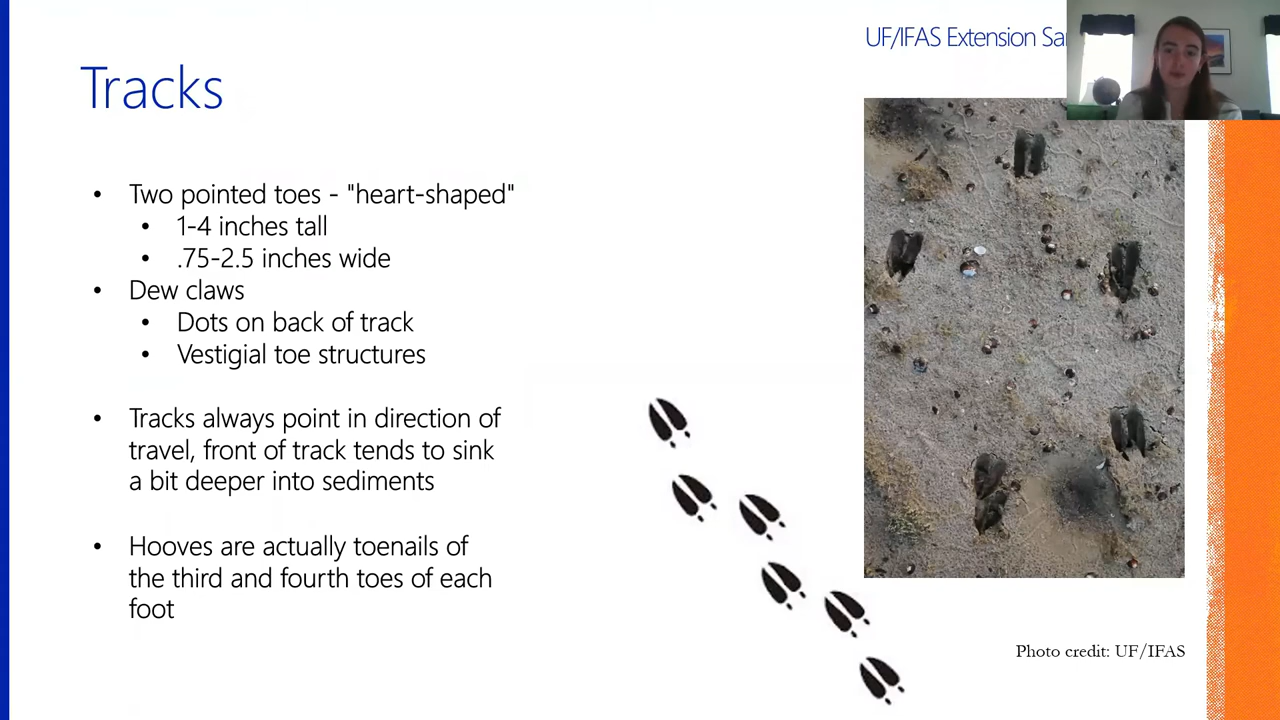 UF/IFAS Extension
Tracks
• Two pointed toes - "heart-shaped"
• 1-4 inches tall
• .75-2.5 inches wide
• Dew claws
• Dots on back of track
• Vestigial toe structures
• Tracks always point in direction of
travel, front of track tends to sink
a bit deeper into sediments
• Hooves are actually toenails of
the third and fourth toes of each
foot
Photo credit: UF/IFAS